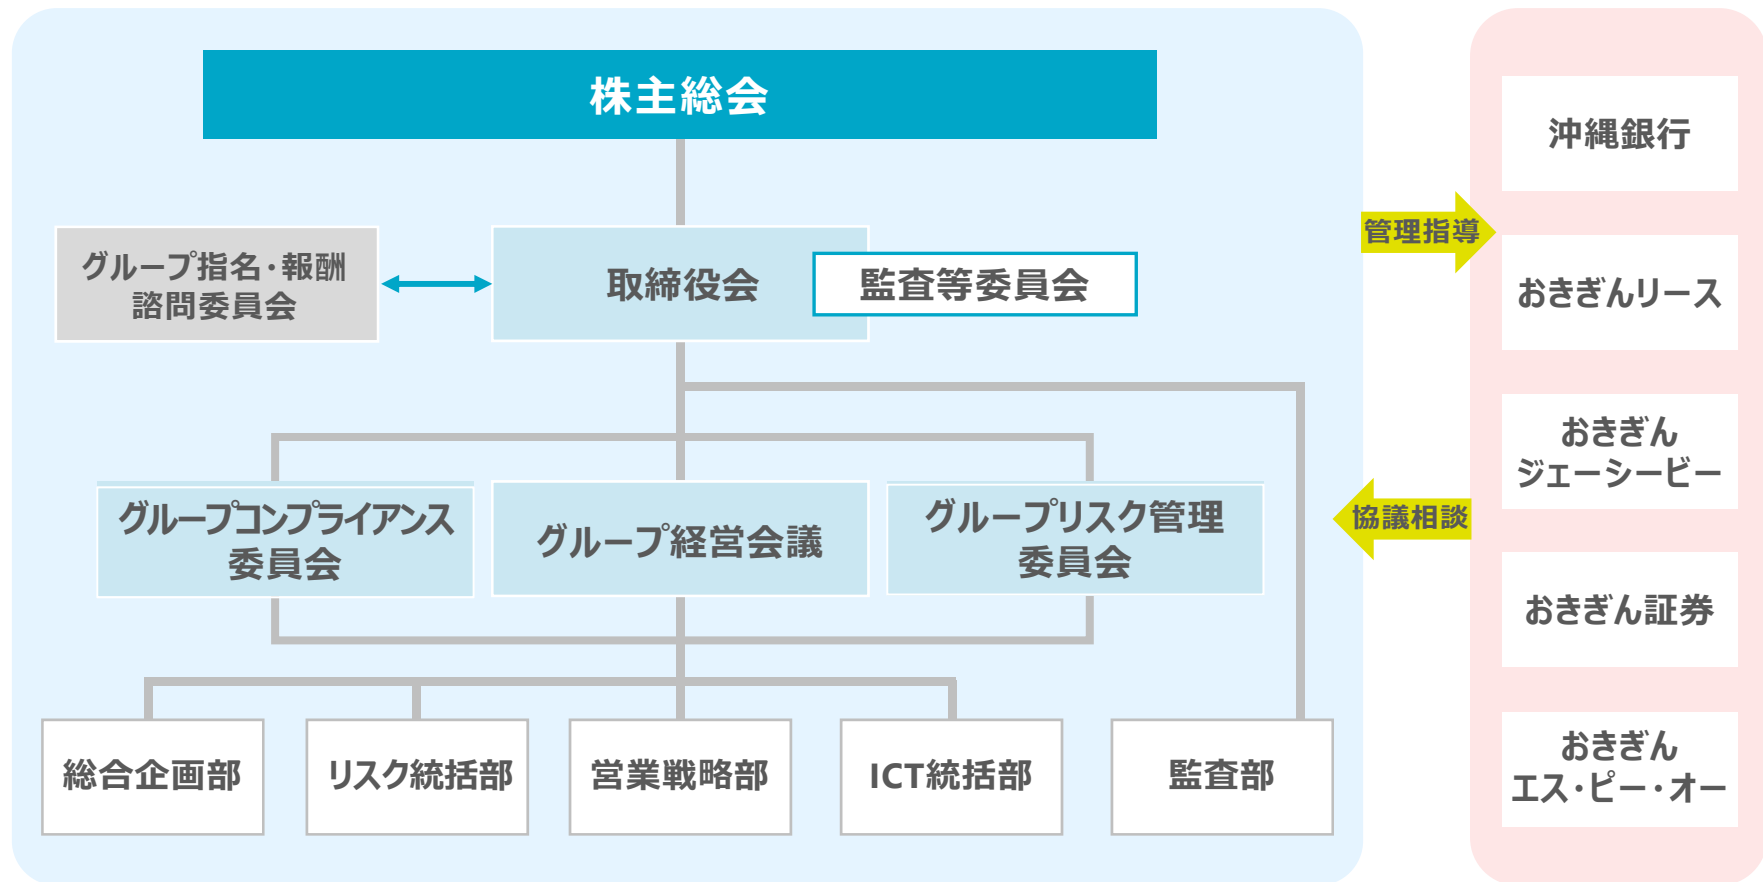 株主総会
グループ指名・報酬
諮問委員会
取締役会
監査等委員会
グループコンプライアンス
委員会
グループ経営会議
グループリスク管理
委員会
総合企画部
リスク統括部
営業戦略部
ICT統括部
監査部
管理指導
協議相談
沖縄銀行
おきぎんリース
おきぎん
ジェーシービー
おきぎん証券
おきぎん
エス・ピー・オー